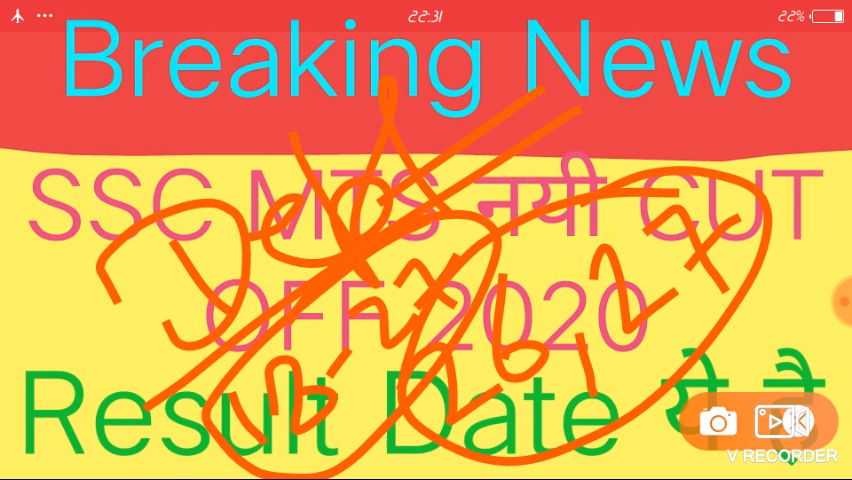 22:31
22%
Breaking News
SSC MTS नयी CUT
OFF 2020
Result Date ये है
V RECORDER